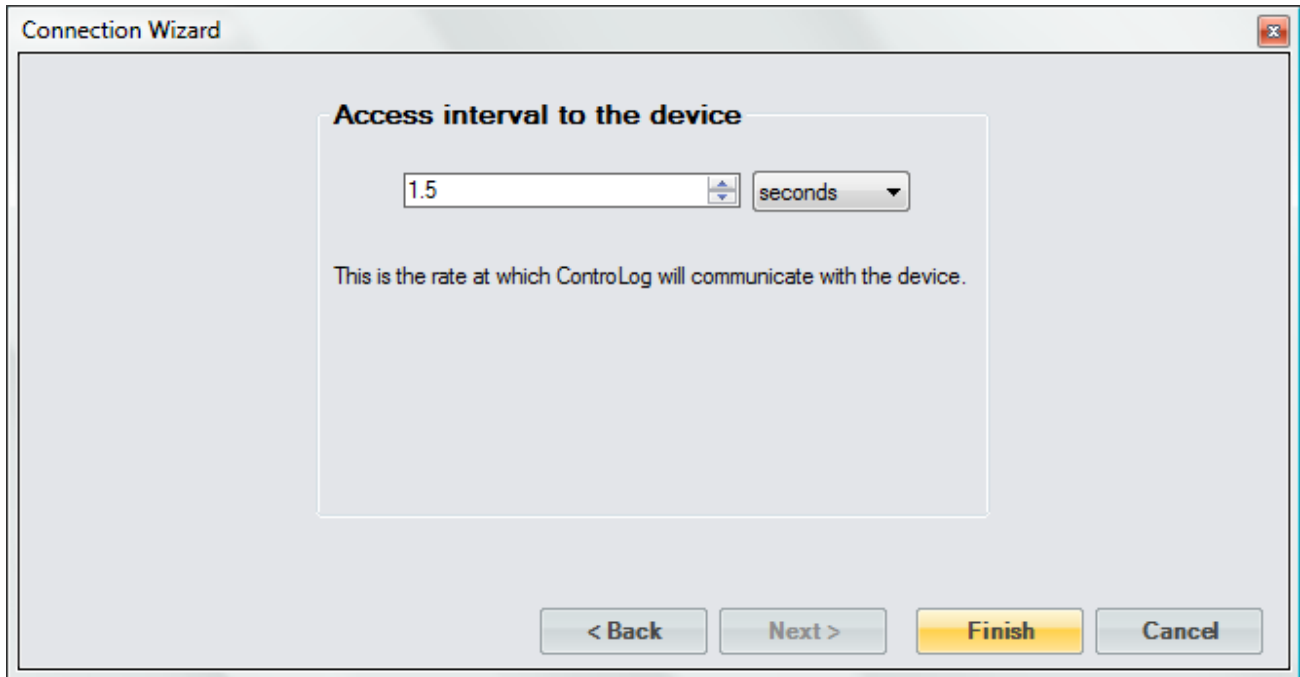 Connection Wizard
Access interval to the device
1.5
seconds
This is the rate at which ControLog will communicate with the device.
< Back
Next >
Finish
Cancel